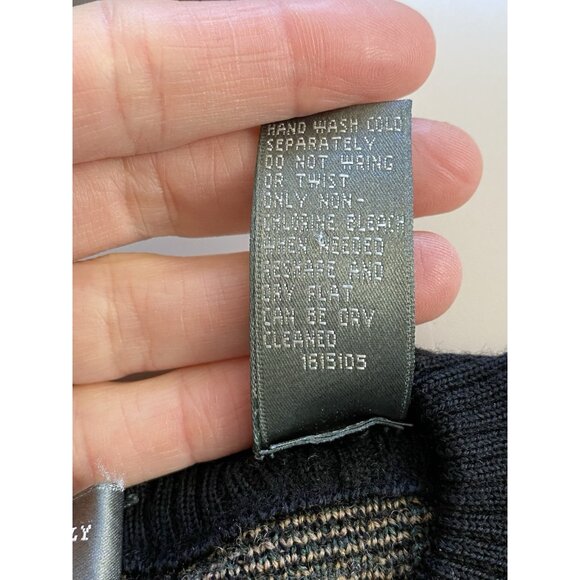 HAND WASH COLD
SEPARATELY
DO NOT WRING
OR TWIST
ONLY NON-
CHLORINE BLEACH
WHEN NEEDED
RESHAPE AND
DRY FLAT
CAN BE DRY
CLEANED
1615105
LY